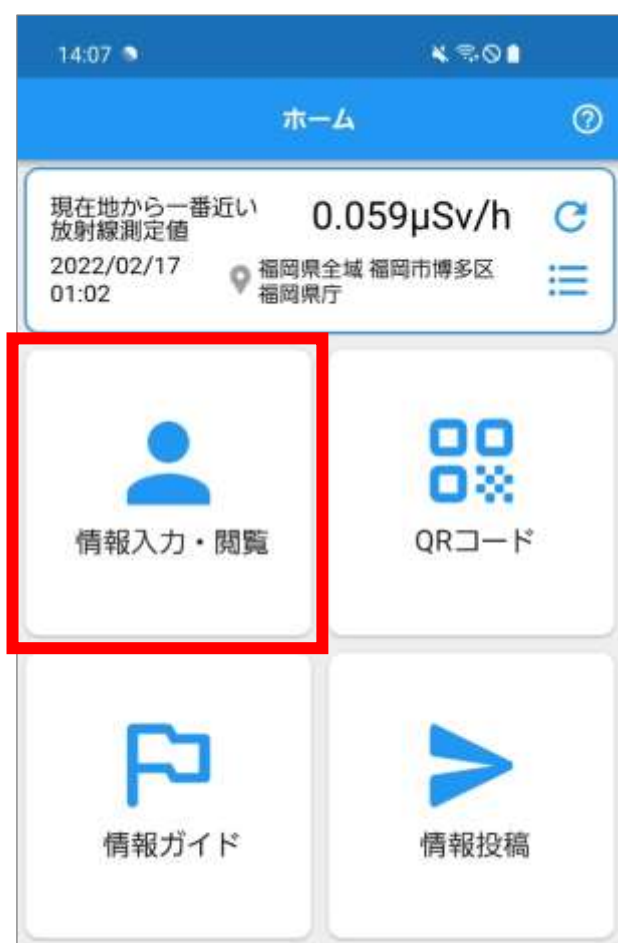 14:07
ホーム
現在地から一番近い
放射線測定値
0.059μSv/h
2022/02/17
01:02
福岡県全域 福岡市博多区
福岡県庁
情報入力・閲覧
QRコード
情報ガイド
情報投稿